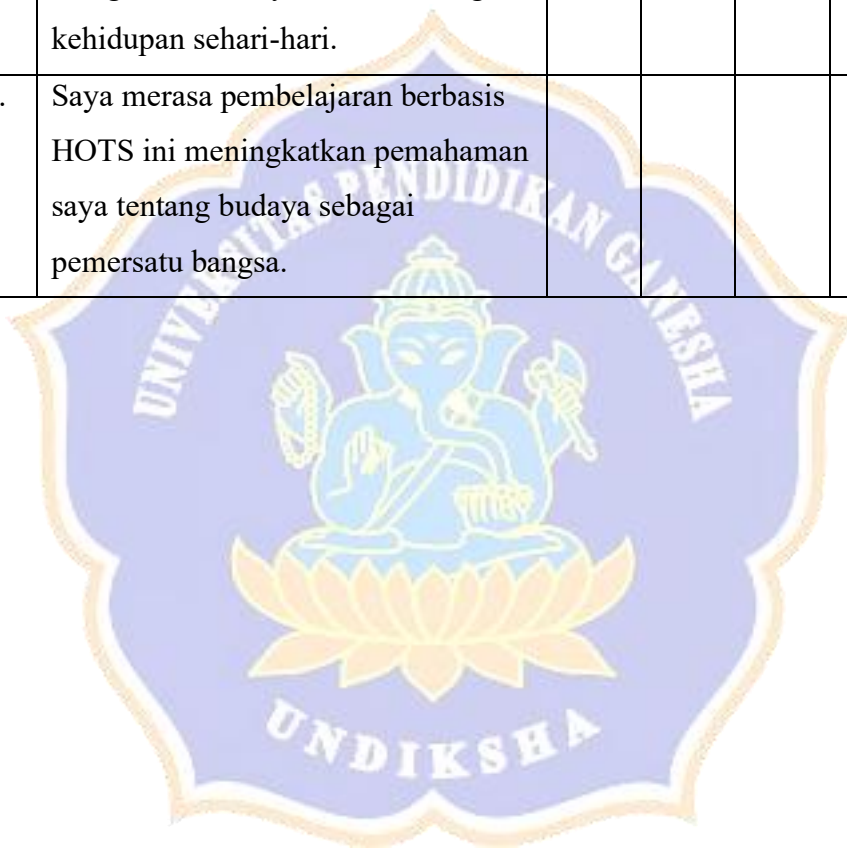 kehidupan sehari-hari.
.
Saya merasa pembelajaran berbasis
HOTS ini meningkatkan pemahaman
saya tentang budaya sebagai
pemersatu bangsa.
UNIVERSITAS PENDIDIKAN GANESHA
UNDIKSHA